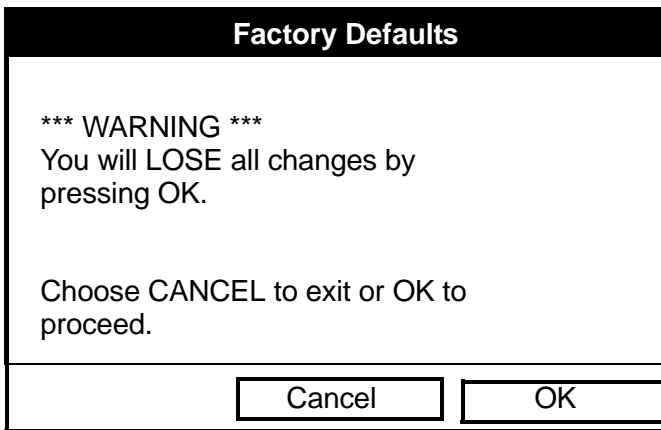 Factory Defaults
*** WARNING ***
You will LOSE all changes by
pressing OK.
Choose CANCEL to exit or OK to
proceed.
Cancel
OK